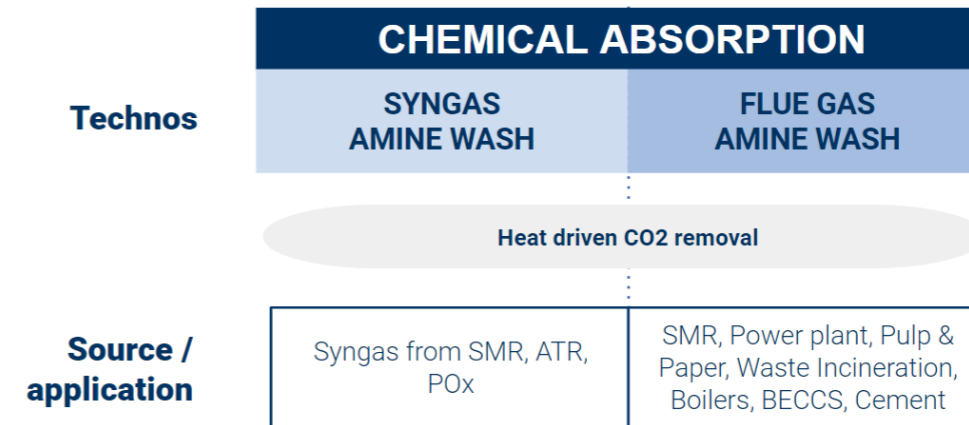 CHEMICAL ABSORPTION
Technos
SYNGAS
AMINE WASH
FLUE GAS
AMINE WASH
Heat driven CO2 removal
Source /
application
Syngas from SMR, ATR,
POx
SMR, Power plant, Pulp &
Paper, Waste Incineration,
Boilers, BECCS, Cement